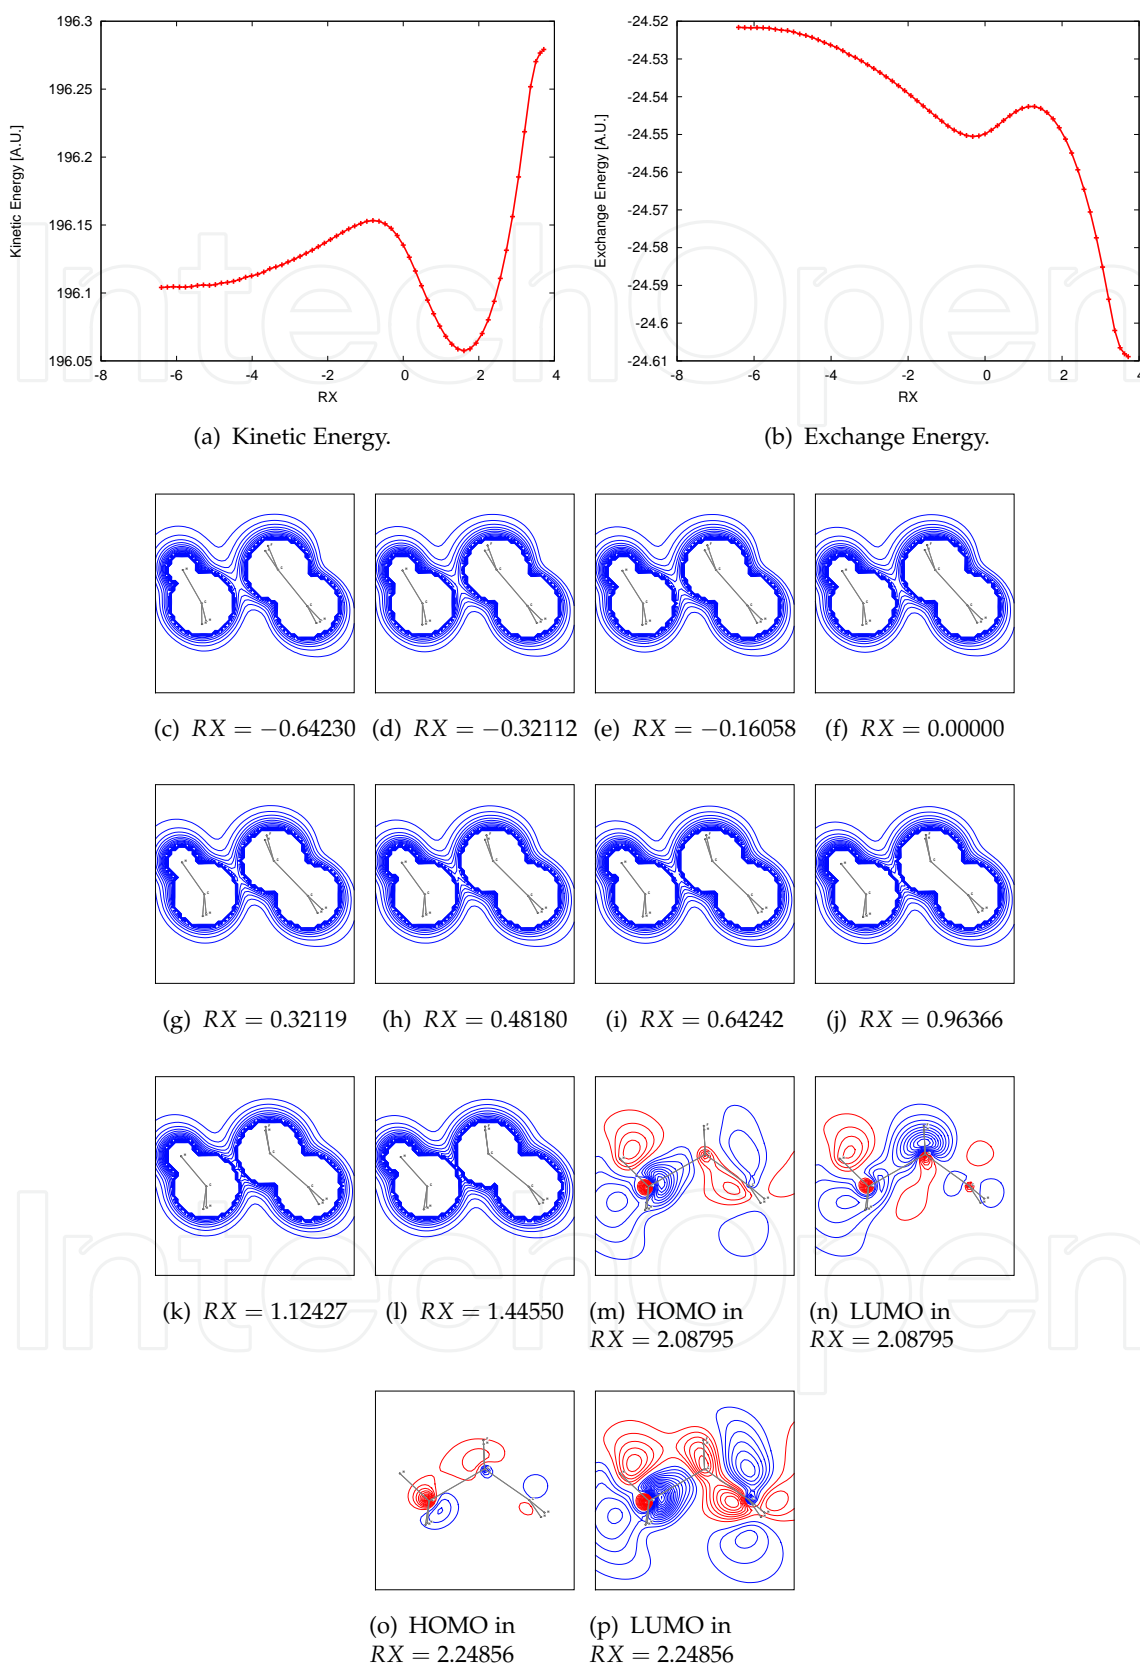 196.3
196.25
196.2
196.15
196.1
196.05
-8 -6 -4 -2 0 2 4
Kinetic Energy [A.U.]
RX
-24.52
-24.53
-24.54
-24.55
-24.56
-24.57
-24.58
-24.59
-24.6
-24.61
-8 -6 -4 -2 0 2 4
Exchange Energy [A.U.]
RX
(a) Kinetic Energy.
(b) Exchange Energy.
(c) RX = −0.64230
(d) RX = −0.32112
(e) RX = −0.16058
(f) RX = 0.00000
(g) RX = 0.32119
(h) RX = 0.48180
(i) RX = 0.64242
(j) RX = 0.96366
(k) RX = 1.12427
(l) RX = 1.44550
(m) HOMO in
RX = 2.08795
(n) LUMO in
RX = 2.08795
(o) HOMO in
RX = 2.24856
(p) LUMO in
RX = 2.24856
IntechOpen
IntechOpen